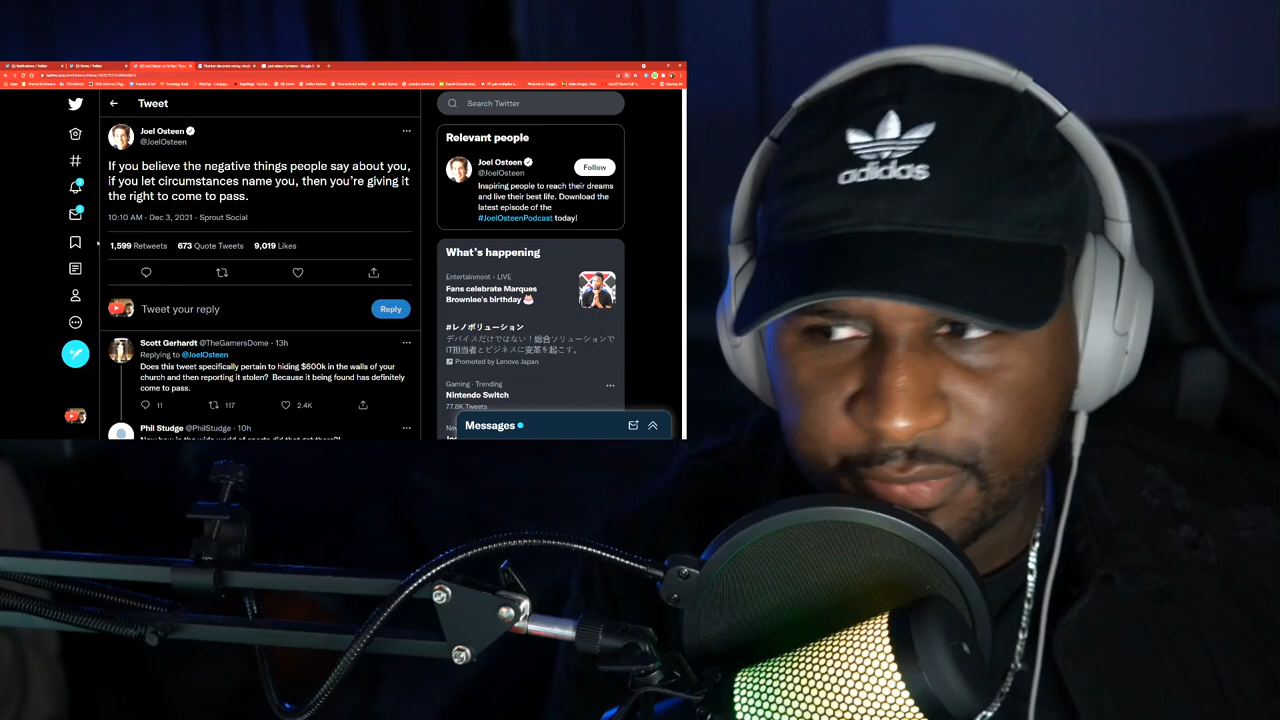 Tweet
Joel Osteen
@JoelOsteen
If you believe the negative things people say about you,
if you let circumstances name you, then you're giving it
the right to come to pass.
10:10 AM · Dec 3, 2021 · Sprout Social
1,599 Retweets 673 Quote Tweets 9,019 Likes
Tweet your reply
Reply
Scott Gerhardt @TheGamersDome · 13h
Replying to @JoelOsteen
Does this tweet specifically pertain to hiding $600k in the walls of your
church and then reporting it stolen? Because it being found has definitely
come to pass.
11 117 2.4K
Phil Studge @PhilStudge · 10h
Search Twitter
Relevant people
Joel Osteen
@JoelOsteen
Follow
Inspiring people to reach their dreams
and live their best life. Download the
latest episode of the
#JoelOsteenPodcast today!
What's happening
Entertainment · LIVE
Fans celebrate Marques
Brownlee's birthday 🎂
#レノボリューション
デバイスだけではない！総合ソリューションで
IT担当者とビジネスに変革を起こす。
Promoted by Lenovo Japan
Gaming · Trending
Nintendo Switch
77.8K Tweets
Messages
adidas